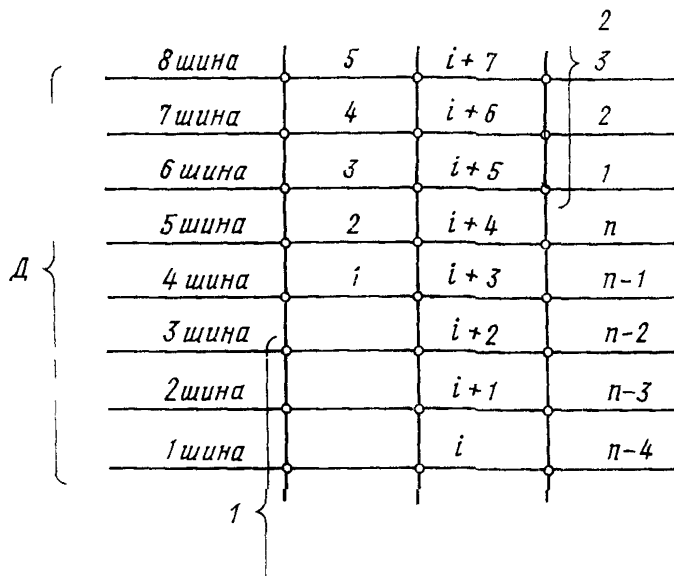 2
8 шина 5 i+7 3
7 шина 4 i+6 2
6 шина 3 i+5 1
5 шина 2 i+4 n
Д 4 шина 1 i+3 n-1
3 шина i+2 n-2
2 шина i+1 n-3
1 шина i n-4
1